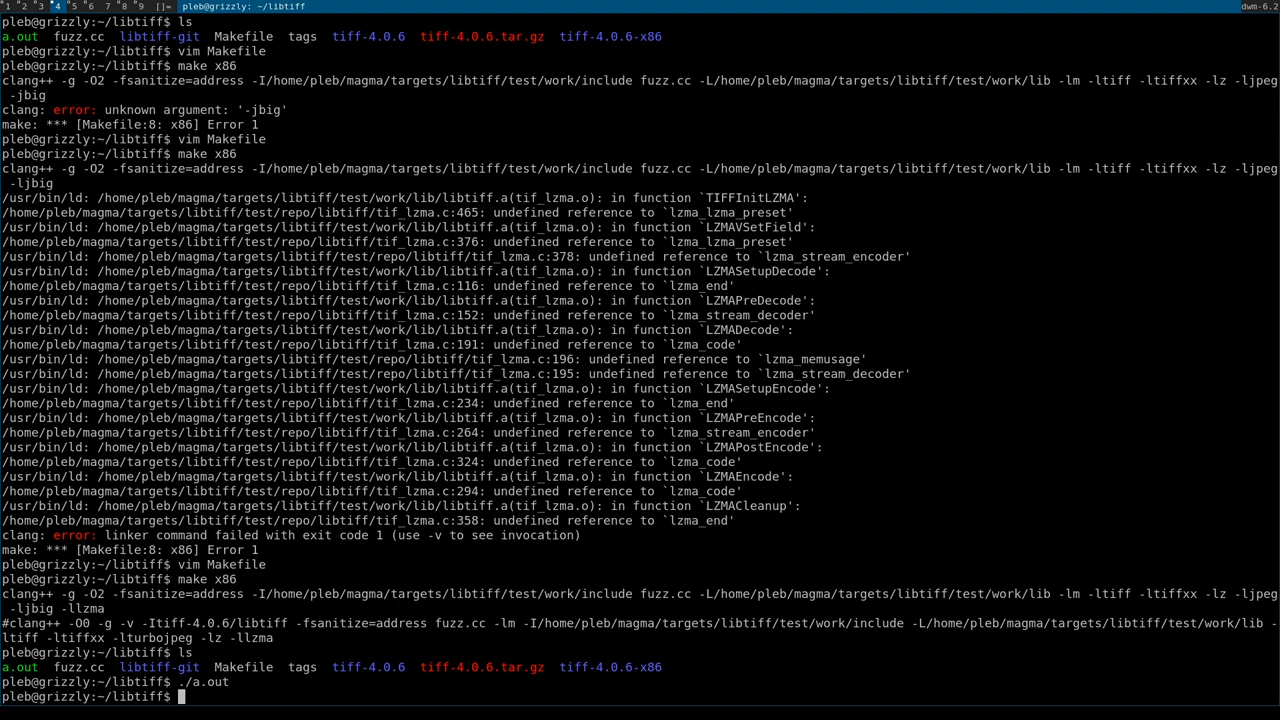 1 2 3 4 5 6 7 8 9 []= pleb@grizzly: ~/libtiff dwm-6.2
pleb@grizzly:~/libtiff$ ls
a.out fuzz.cc libtiff-git Makefile tags tiff-4.0.6 tiff-4.0.6.tar.gz tiff-4.0.6-x86
pleb@grizzly:~/libtiff$ vim Makefile
pleb@grizzly:~/libtiff$ make x86
clang++ -g -O2 -fsanitize=address -I/home/pleb/magma/targets/libtiff/test/work/include fuzz.cc -L/home/pleb/magma/targets/libtiff/test/work/lib -lm -ltiff -ltiffxx -lz -ljpeg
-jbig
clang: error: unknown argument: '-jbig'
make: *** [Makefile:8: x86] Error 1
pleb@grizzly:~/libtiff$ vim Makefile
pleb@grizzly:~/libtiff$ make x86
clang++ -g -O2 -fsanitize=address -I/home/pleb/magma/targets/libtiff/test/work/include fuzz.cc -L/home/pleb/magma/targets/libtiff/test/work/lib -lm -ltiff -ltiffxx -lz -ljpeg
-ljbig
/usr/bin/ld: /home/pleb/magma/targets/libtiff/test/work/lib/libtiff.a(tif_lzma.o): in function `TIFFInitLZMA':
/home/pleb/magma/targets/libtiff/test/repo/libtiff/tif_lzma.c:465: undefined reference to `lzma_lzma_preset'
/usr/bin/ld: /home/pleb/magma/targets/libtiff/test/work/lib/libtiff.a(tif_lzma.o): in function `LZMAVSetField':
/home/pleb/magma/targets/libtiff/test/repo/libtiff/tif_lzma.c:376: undefined reference to `lzma_lzma_preset'
/usr/bin/ld: /home/pleb/magma/targets/libtiff/test/repo/libtiff/tif_lzma.c:378: undefined reference to `lzma_stream_encoder'
/usr/bin/ld: /home/pleb/magma/targets/libtiff/test/work/lib/libtiff.a(tif_lzma.o): in function `LZMASetupDecode':
/home/pleb/magma/targets/libtiff/test/repo/libtiff/tif_lzma.c:116: undefined reference to `lzma_end'
/usr/bin/ld: /home/pleb/magma/targets/libtiff/test/work/lib/libtiff.a(tif_lzma.o): in function `LZMAPreDecode':
/home/pleb/magma/targets/libtiff/test/repo/libtiff/tif_lzma.c:152: undefined reference to `lzma_stream_decoder'
/usr/bin/ld: /home/pleb/magma/targets/libtiff/test/work/lib/libtiff.a(tif_lzma.o): in function `LZMADecode':
/home/pleb/magma/targets/libtiff/test/repo/libtiff/tif_lzma.c:191: undefined reference to `lzma_code'
/usr/bin/ld: /home/pleb/magma/targets/libtiff/test/repo/libtiff/tif_lzma.c:196: undefined reference to `lzma_memusage'
/usr/bin/ld: /home/pleb/magma/targets/libtiff/test/repo/libtiff/tif_lzma.c:195: undefined reference to `lzma_stream_decoder'
/usr/bin/ld: /home/pleb/magma/targets/libtiff/test/work/lib/libtiff.a(tif_lzma.o): in function `LZMASetupEncode':
/home/pleb/magma/targets/libtiff/test/repo/libtiff/tif_lzma.c:234: undefined reference to `lzma_end'
/usr/bin/ld: /home/pleb/magma/targets/libtiff/test/work/lib/libtiff.a(tif_lzma.o): in function `LZMAPreEncode':
/home/pleb/magma/targets/libtiff/test/repo/libtiff/tif_lzma.c:264: undefined reference to `lzma_stream_encoder'
/usr/bin/ld: /home/pleb/magma/targets/libtiff/test/work/lib/libtiff.a(tif_lzma.o): in function `LZMAPostEncode':
/home/pleb/magma/targets/libtiff/test/repo/libtiff/tif_lzma.c:324: undefined reference to `lzma_code'
/usr/bin/ld: /home/pleb/magma/targets/libtiff/test/work/lib/libtiff.a(tif_lzma.o): in function `LZMAEncode':
/home/pleb/magma/targets/libtiff/test/repo/libtiff/tif_lzma.c:294: undefined reference to `lzma_code'
/usr/bin/ld: /home/pleb/magma/targets/libtiff/test/work/lib/libtiff.a(tif_lzma.o): in function `LZMACleanup':
/home/pleb/magma/targets/libtiff/test/repo/libtiff/tif_lzma.c:358: undefined reference to `lzma_end'
clang: error: linker command failed with exit code 1 (use -v to see invocation)
make: *** [Makefile:8: x86] Error 1
pleb@grizzly:~/libtiff$ vim Makefile
pleb@grizzly:~/libtiff$ make x86
clang++ -g -O2 -fsanitize=address -I/home/pleb/magma/targets/libtiff/test/work/include fuzz.cc -L/home/pleb/magma/targets/libtiff/test/work/lib -lm -ltiff -ltiffxx -lz -ljpeg
-ljbig -llzma
#clang++ -O0 -g -v -Itiff-4.0.6/libtiff -fsanitize=address fuzz.cc -lm -I/home/pleb/magma/targets/libtiff/test/work/include -L/home/pleb/magma/targets/libtiff/test/work/lib -
ltiff -ltiffxx -lturbojpeg -lz -llzma
pleb@grizzly:~/libtiff$ ls
a.out fuzz.cc libtiff-git Makefile tags tiff-4.0.6 tiff-4.0.6.tar.gz tiff-4.0.6-x86
pleb@grizzly:~/libtiff$ ./a.out
pleb@grizzly:~/libtiff$